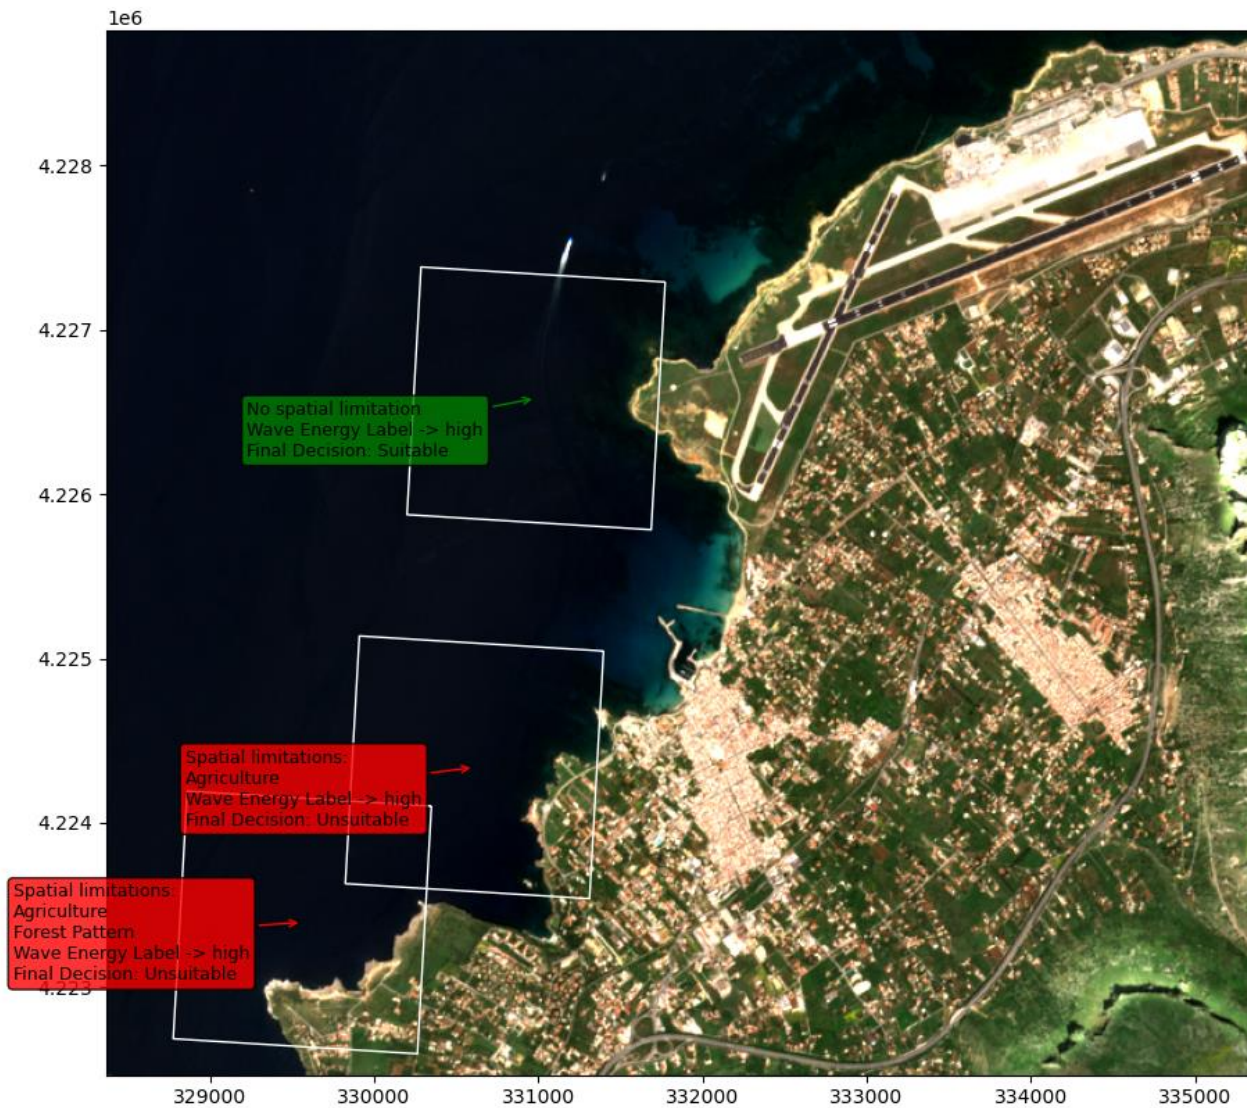 1e6
4.228
4.227
No spatial limitation
Wave Energy Label -> high
Final Decision: Suitable
4.226
4.225
Spatial limitations:
Agriculture
Wave Energy Label -> high
Final Decision: Unsuitable
4.224
Spatial limitations:
Agriculture
Forest Pattern
Wave Energy Label -> high
Final Decision: Unsuitable
4.223
329000
330000
331000
332000
333000
334000
335000